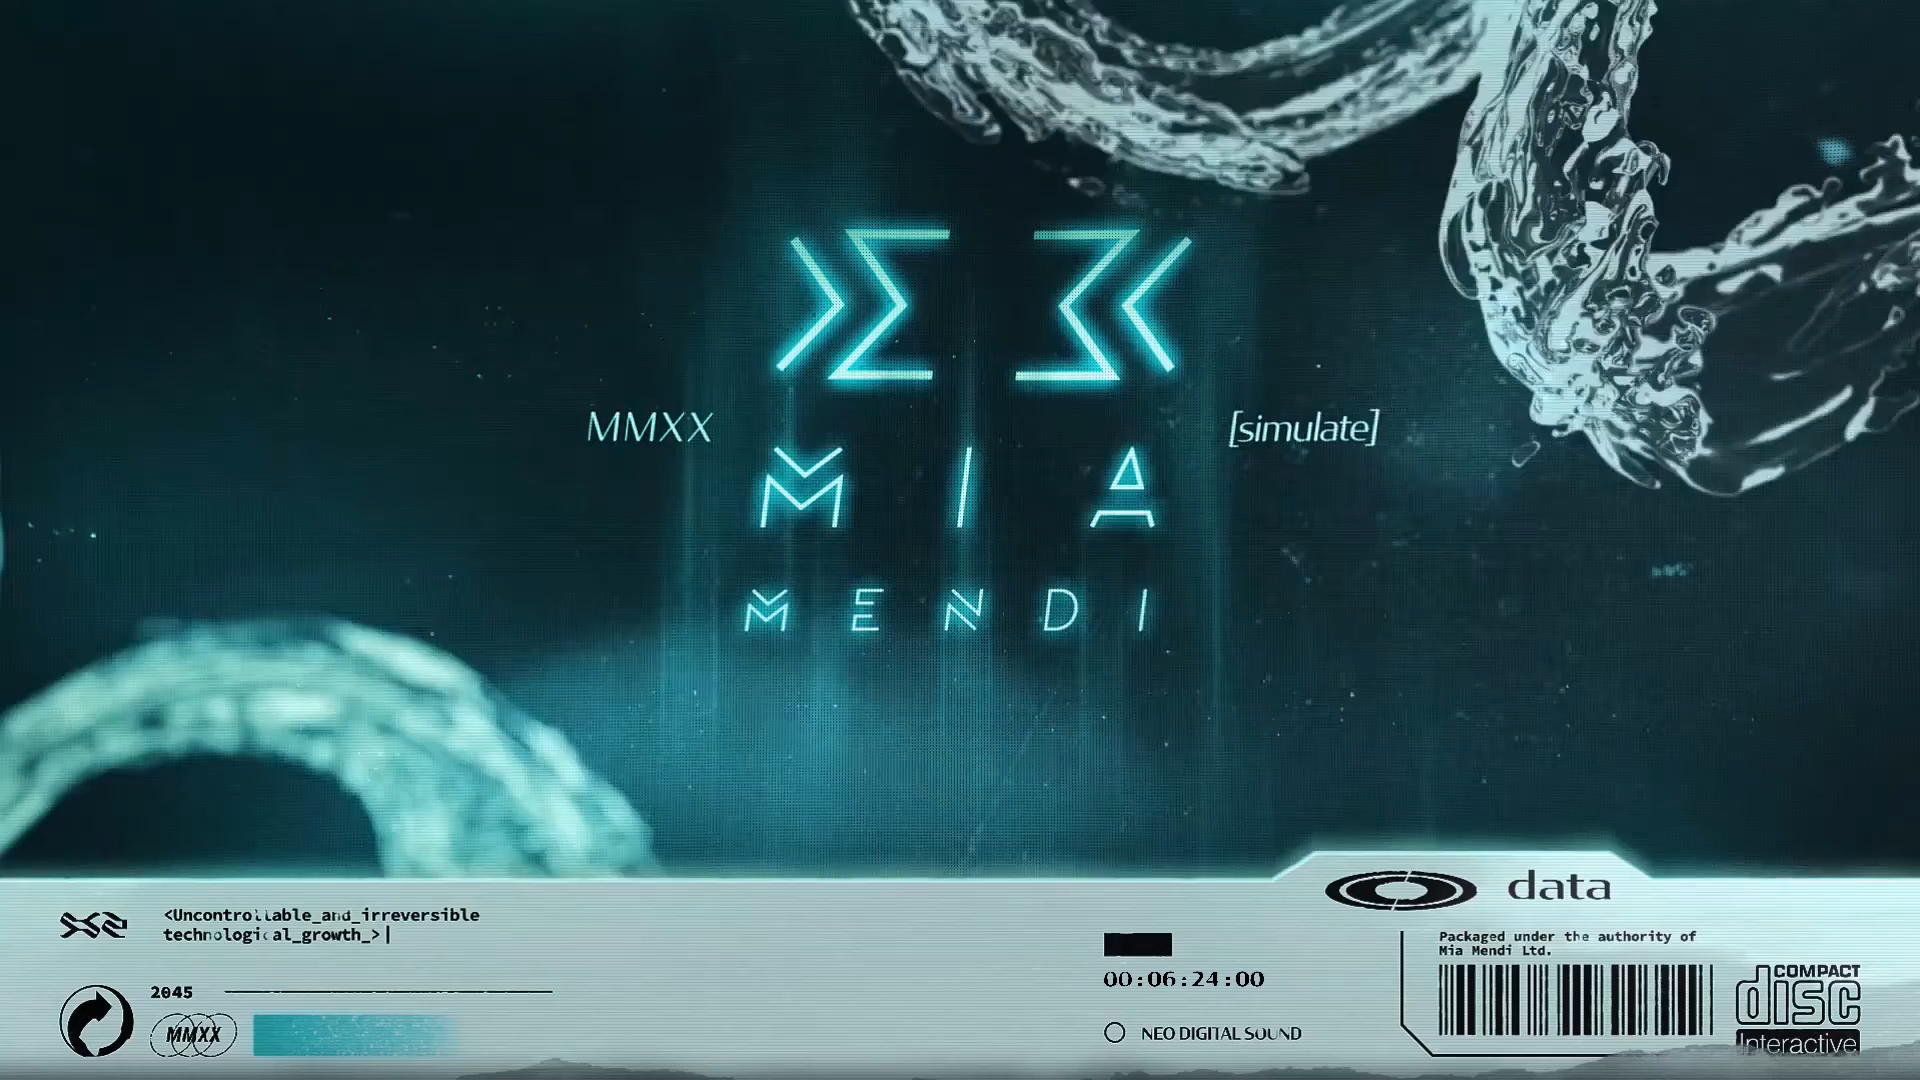 MMXX
[simulate]
MIA
MENDI
data
<Uncontrollable_and_irreversible
technological_growth_>|
Packaged under the authority of
Mia Mendi Ltd.
00:06:24:00
2045
MMXX
NEO DIGITAL SOUND
COMPACT
disc
Interactive